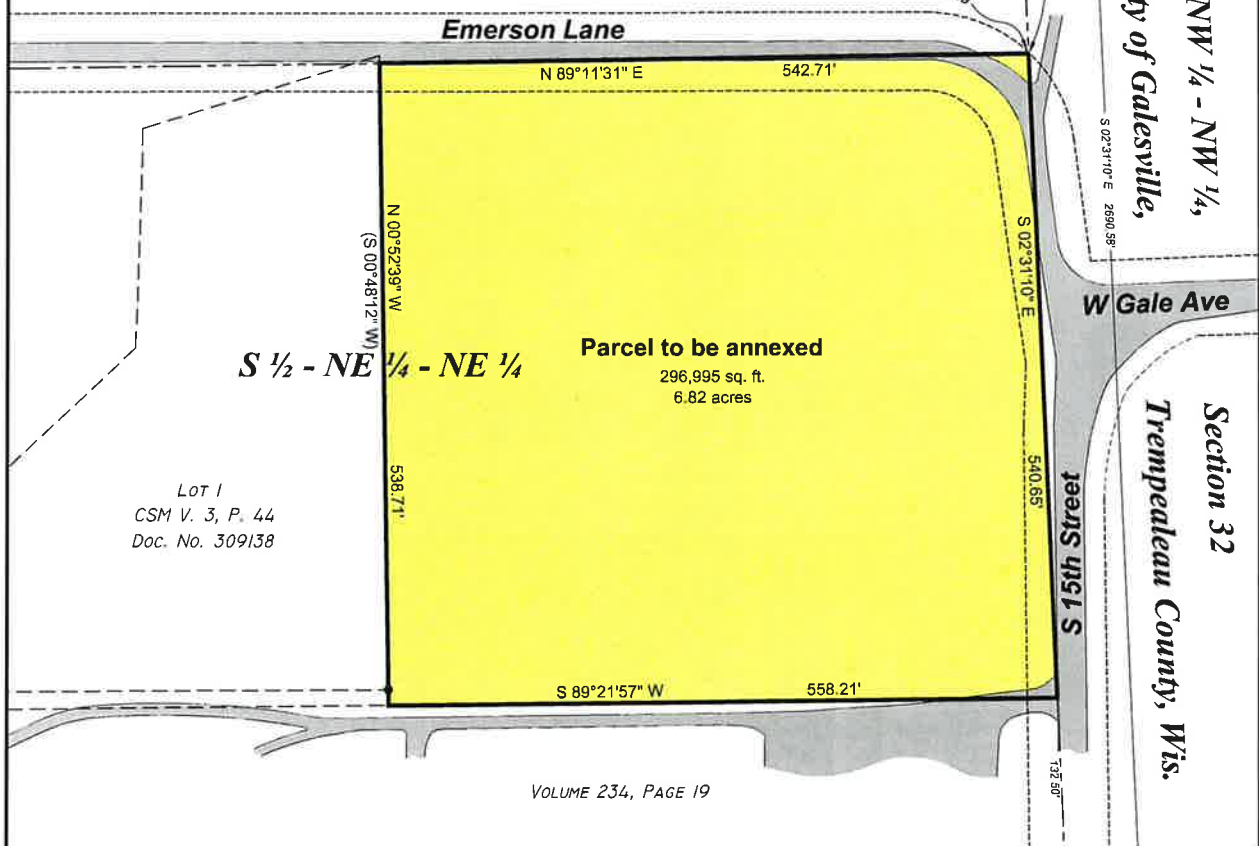 Emerson Lane
N 89°11'31" E 542.71'
NW ¼ - NW ¼,
ty of Galesville,
S 02°31'10" E 2690.58'
N 00°52'39" W
(S 00°48'12" W)
S 02°31'10" E
W Gale Ave
S ½ - NE ¼ - NE ¼
Parcel to be annexed
296,995 sq. ft.
6.82 acres
Section 32
Trempealeau County, Wis.
538.71'
540.65'
S 15th Street
LOT 1
CSM V. 3, P. 44
Doc. No. 309138
S 89°21'57" W 558.21'
132.50'
VOLUME 234, PAGE 19